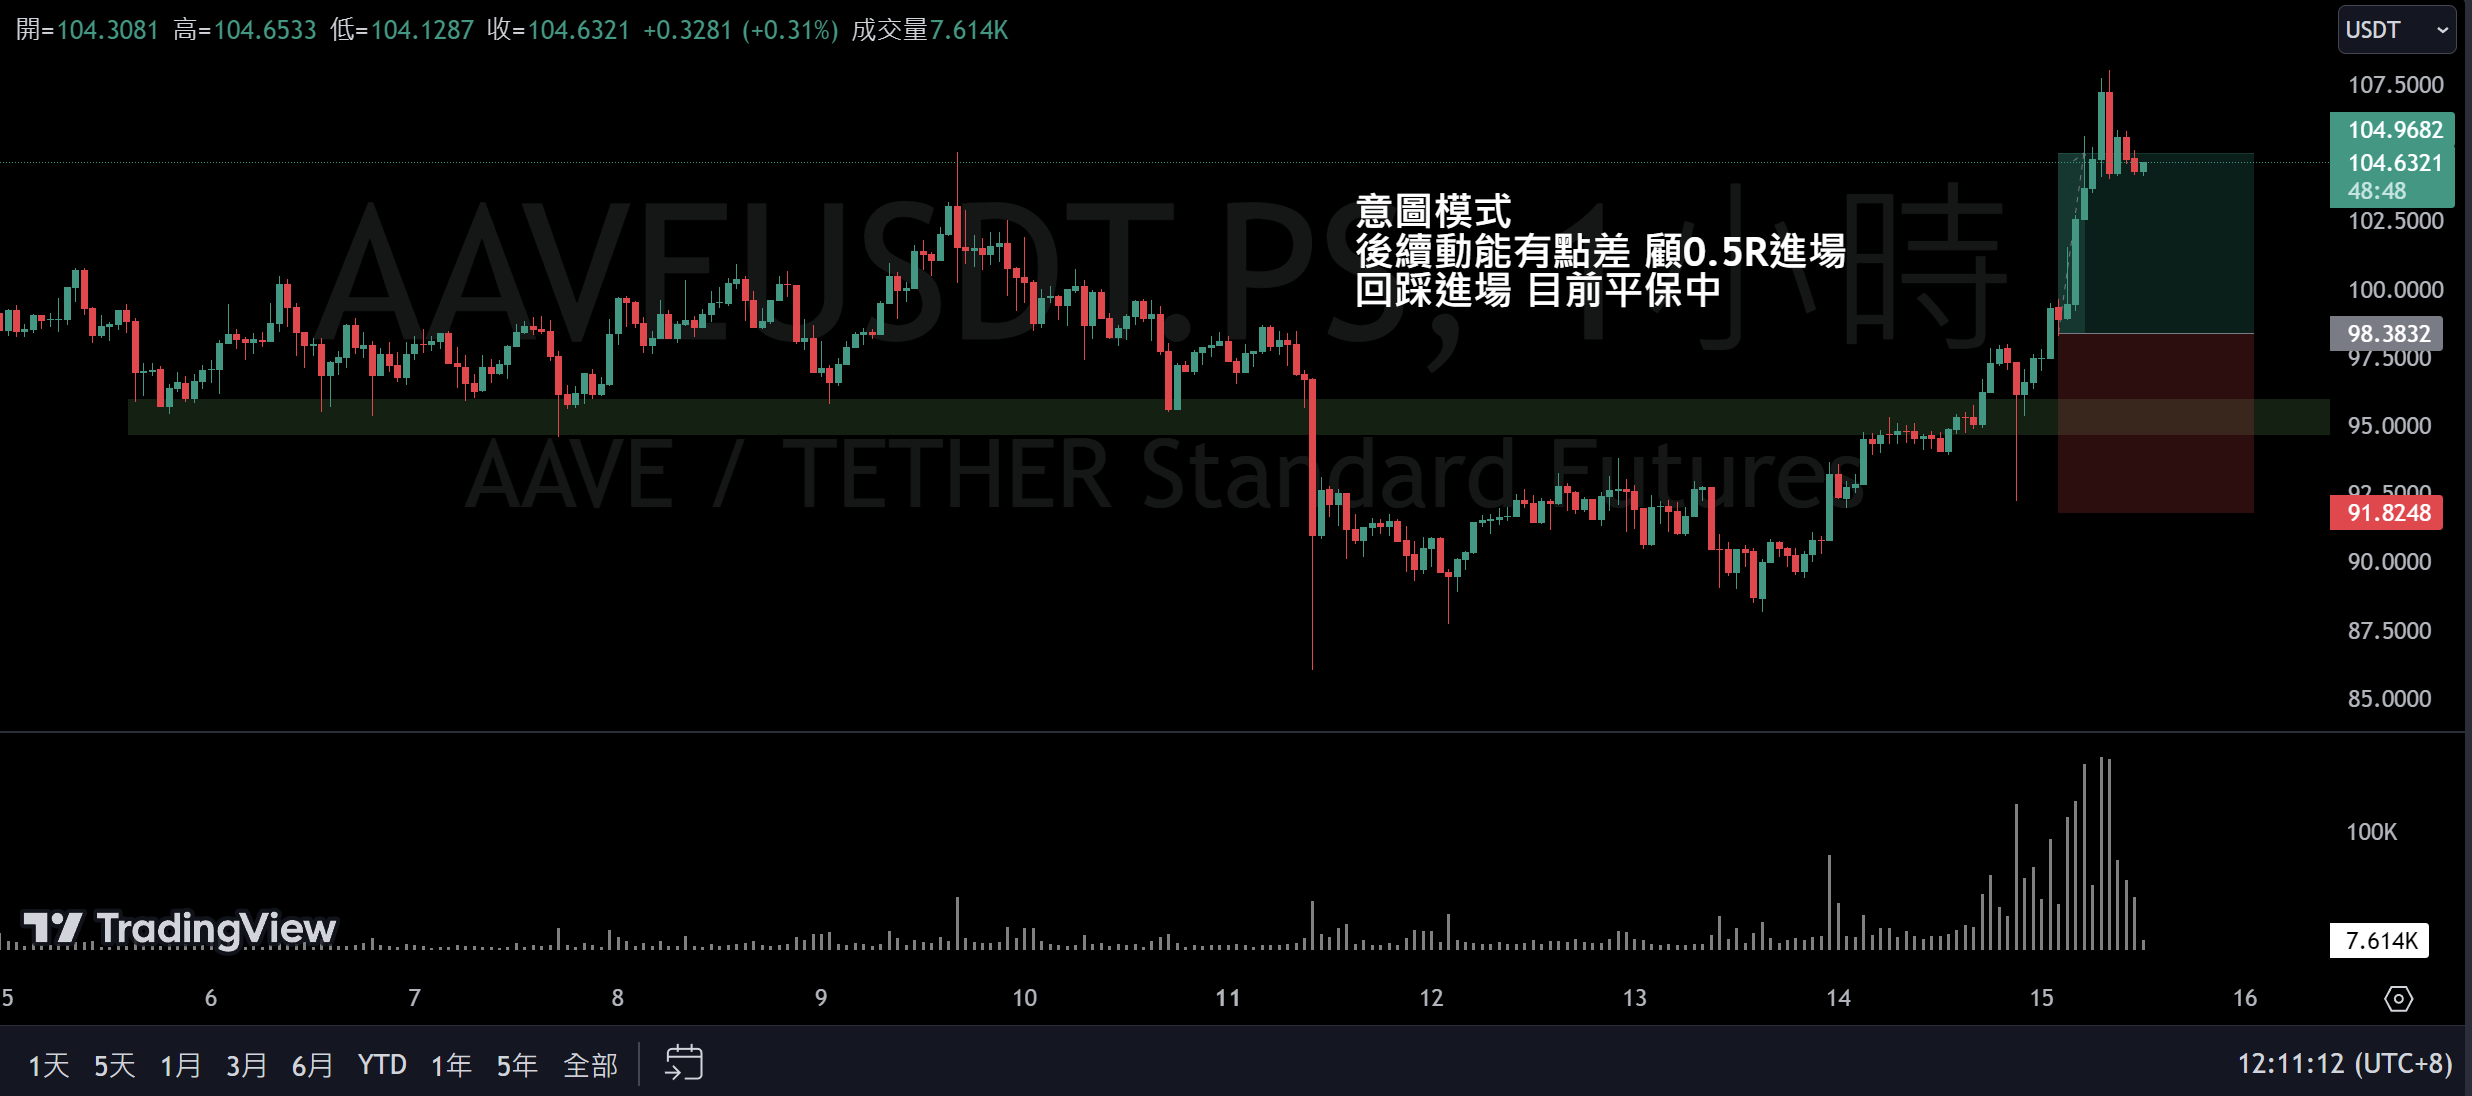 開=104.3081 高=104.6533 低=104.1287 收=104.6321 +0.3281 (+0.31%) 成交量7.614K
USDT
107.5000
104.9682
104.6321
48:48
102.5000
100.0000
98.3832
97.5000
95.0000
92.5000
91.8248
90.0000
87.5000
85.0000
AAVEUSDT.PS, 1小時
AAVE / TETHER Standard Futures
意圖模式
後續動能有點差 顧0.5R進場
回踩進場 目前平保中
100K
7.614K
TradingView
5 6 7 8 9 10 11 12 13 14 15 16
1天 5天 1月 3月 6月 YTD 1年 5年 全部
12:11:12 (UTC+8)